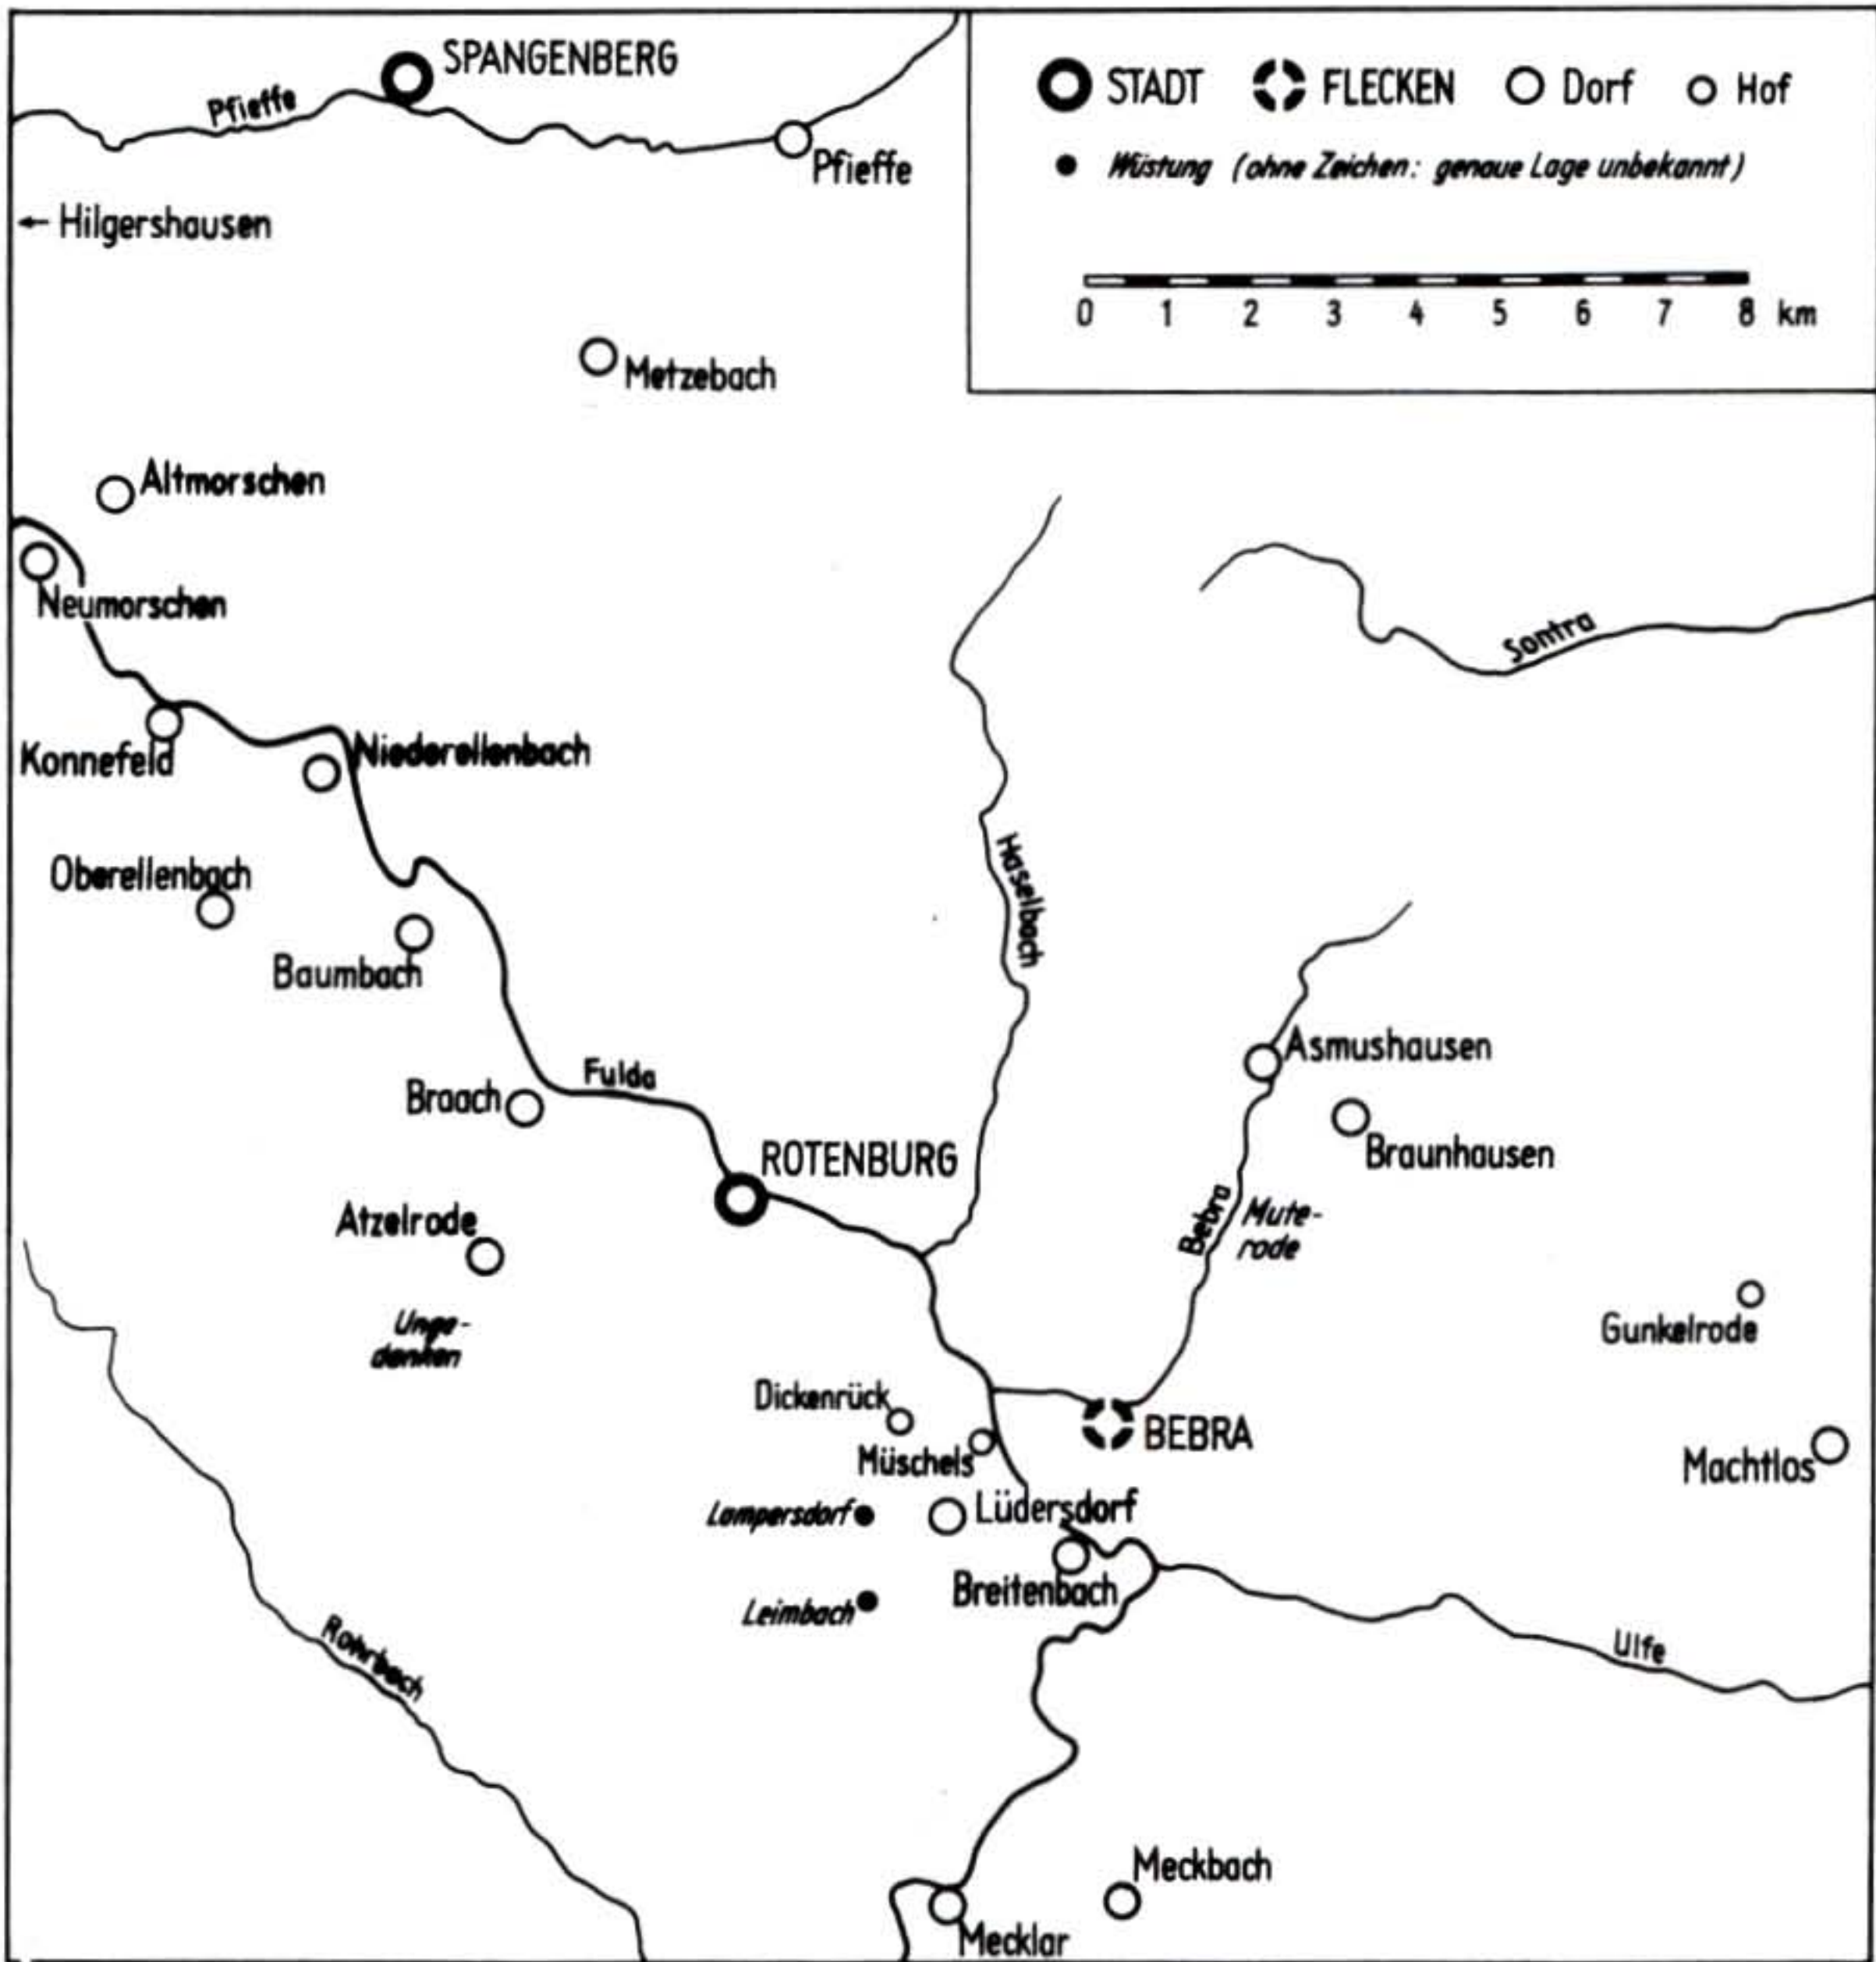 SPANGENBERG
STADT FLECKEN Dorf Hof
Pfieffe
Pfieffe
Wüstung (ohne Zeichen: genaue Lage unbekannt)
← Hilgershausen
0 1 2 3 4 5 6 7 8 km
Metzebach
Altmorschen
Neumorschen
Sontra
Konnefeld
Niederellenbach
Haselbach
Oberellenbach
Baumbach
Asmushausen
Fulda
Braach
Braunhausen
ROTENBURG
Atzelrode
Bebra
Mute-
rode
Unge-
danken
Gunkelrode
Dickenrück
BEBRA
Müschels
Machtlos
Lampersdorf
Lüdersdorf
Breitenbach
Leimbach
Rohrbach
Ulfe
Meckbach
Mecklar